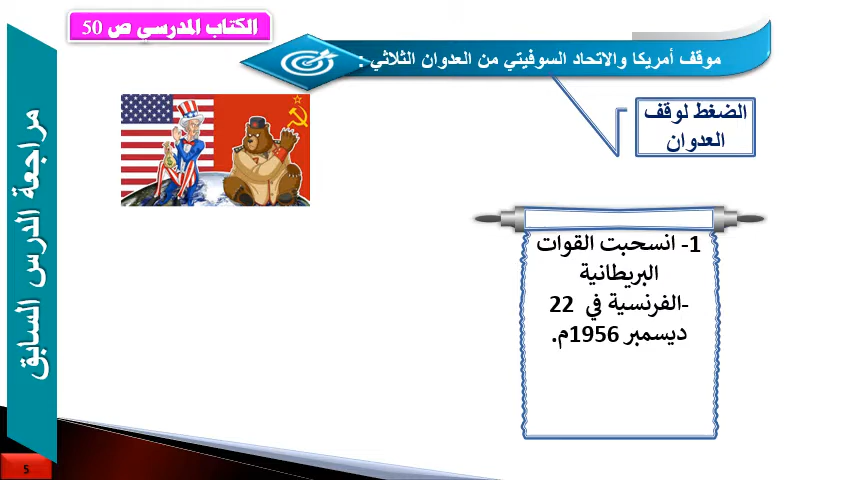 الكتاب المدرسي ص 50
موقف أمريكا والاتحاد السوفيتي من العدوان الثلاثي :
الضغط لوقف
العدوان
1- انسحبت القوات
البريطانية
-الفرنسية في 22
ديسمبر 1956م.
مراجعة الدرس السابق
5